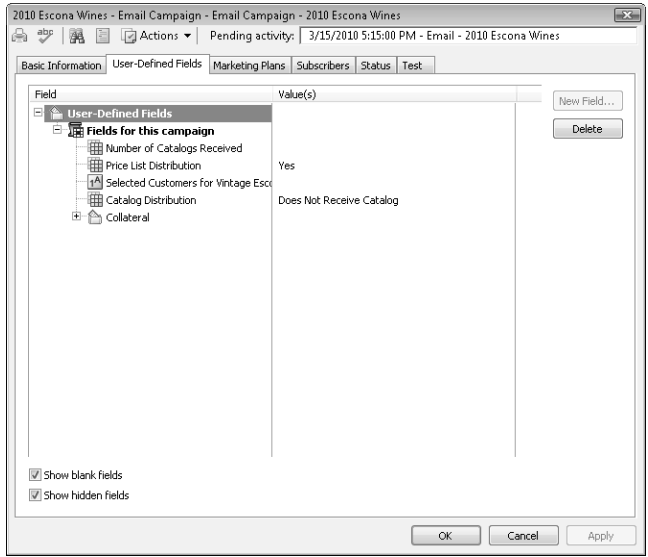 2010 Escona Wines - Email Campaign - Email Campaign - 2010 Escona Wines
abc Actions Pending activity: 3/15/2010 5:15:00 PM - Email - 2010 Escona Wines
Basic Information User-Defined Fields Marketing Plans Subscribers Status Test
Field Value(s)
New Field...
User-Defined Fields
Delete
Fields for this campaign
Number of Catalogs Received
Price List Distribution Yes
Selected Customers for Vintage Esco
Catalog Distribution Does Not Receive Catalog
Collateral
Show blank fields
Show hidden fields
OK Cancel Apply